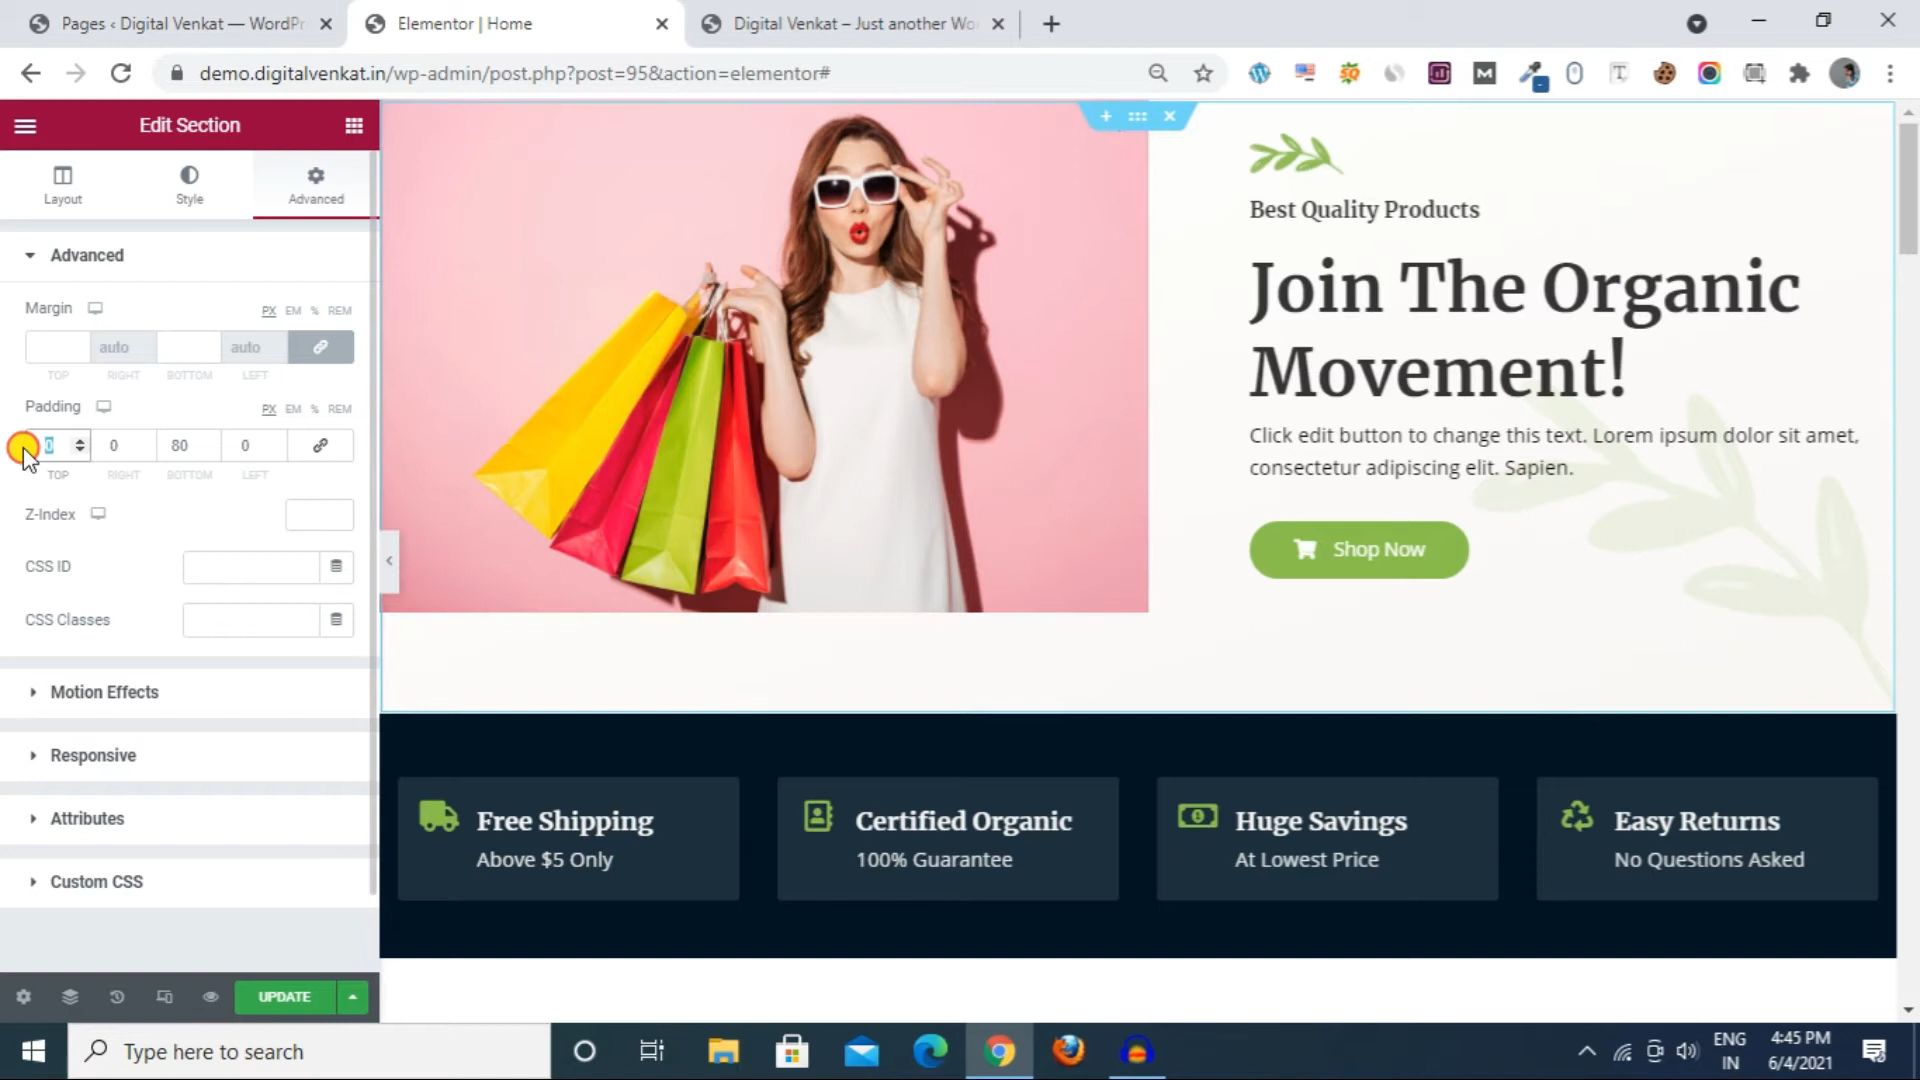 Pages ‹ Digital Venkat — WordPr
Elementor | Home
Digital Venkat – Just another Wo
demo.digitalvenkat.in/wp-admin/post.php?post=95&action=elementor#
Edit Section
Layout
Style
Advanced
Advanced
Margin
PX EM % REM
auto
auto
TOP RIGHT BOTTOM LEFT
Padding
PX EM % REM
0 0 80 0
TOP RIGHT BOTTOM LEFT
Z-Index
CSS ID
CSS Classes
Motion Effects
Responsive
Attributes
Custom CSS
UPDATE
Best Quality Products
Join The Organic
Movement!
Click edit button to change this text. Lorem ipsum dolor sit amet,
consectetur adipiscing elit. Sapien.
Shop Now
Free Shipping
Above $5 Only
Certified Organic
100% Guarantee
Huge Savings
At Lowest Price
Easy Returns
No Questions Asked
Type here to search
ENG
IN
4:45 PM
6/4/2021